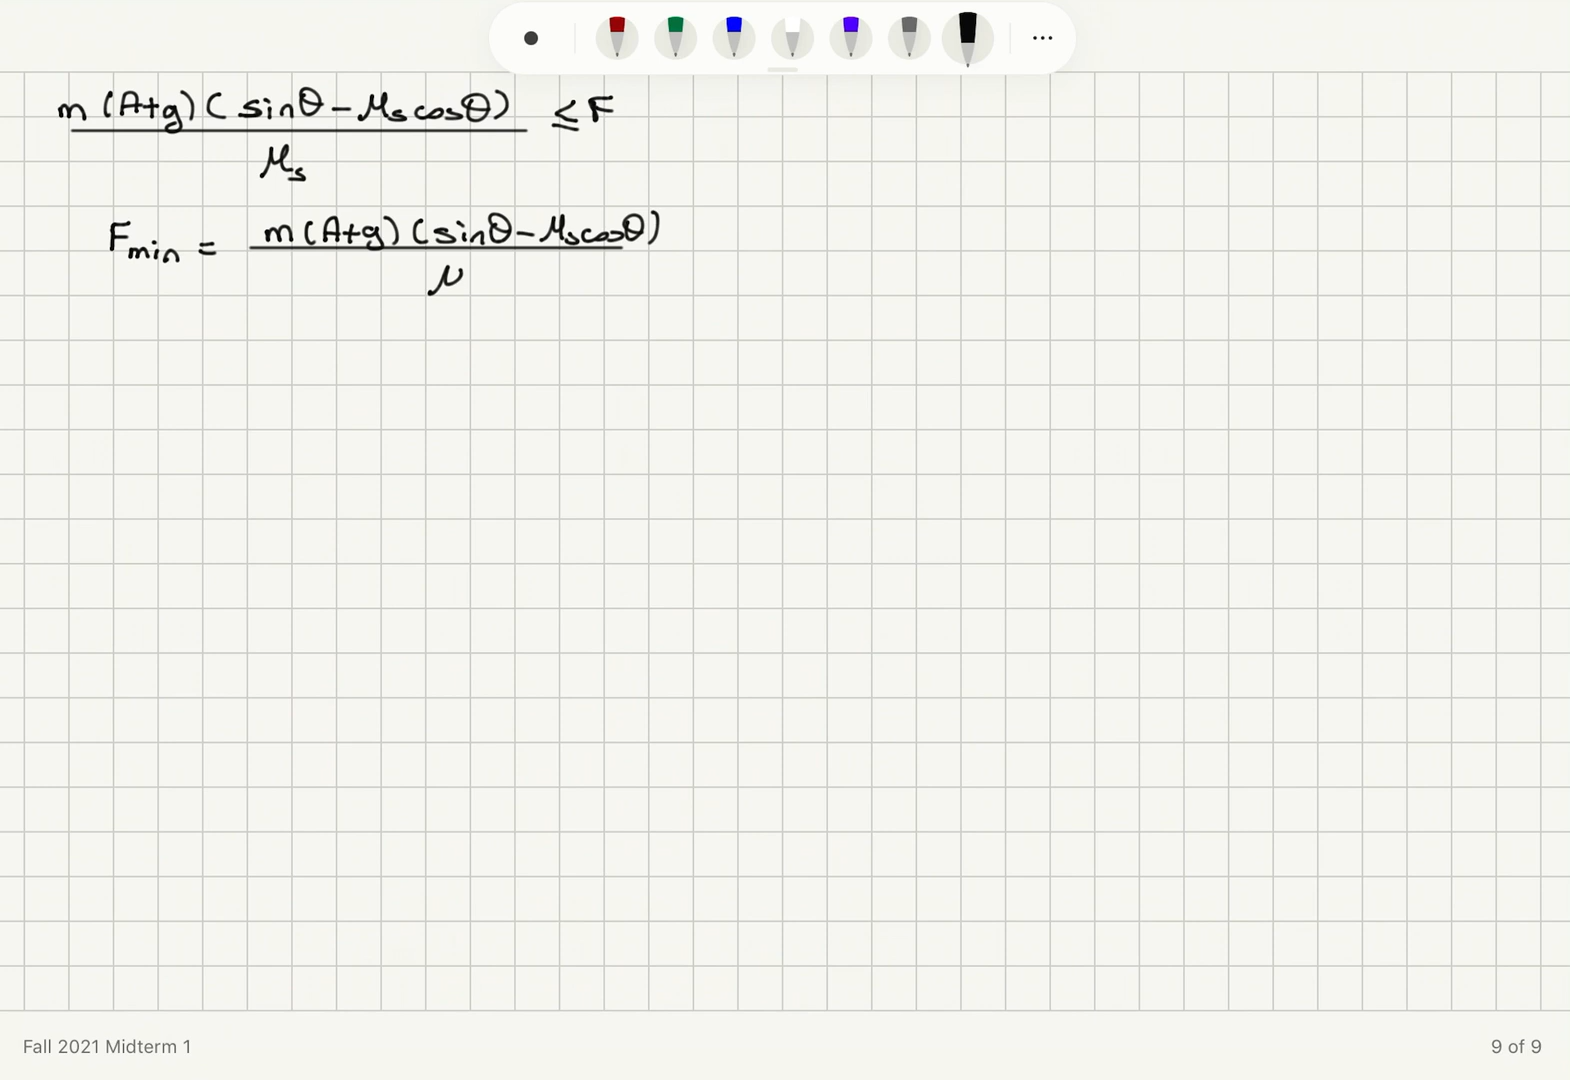 m (A+g) ( sinθ - μs cosθ ) ≤ F
μs
Fmin = m (A+g) ( sinθ - μs cosθ )
μ
Fall 2021 Midterm 1
9 of 9